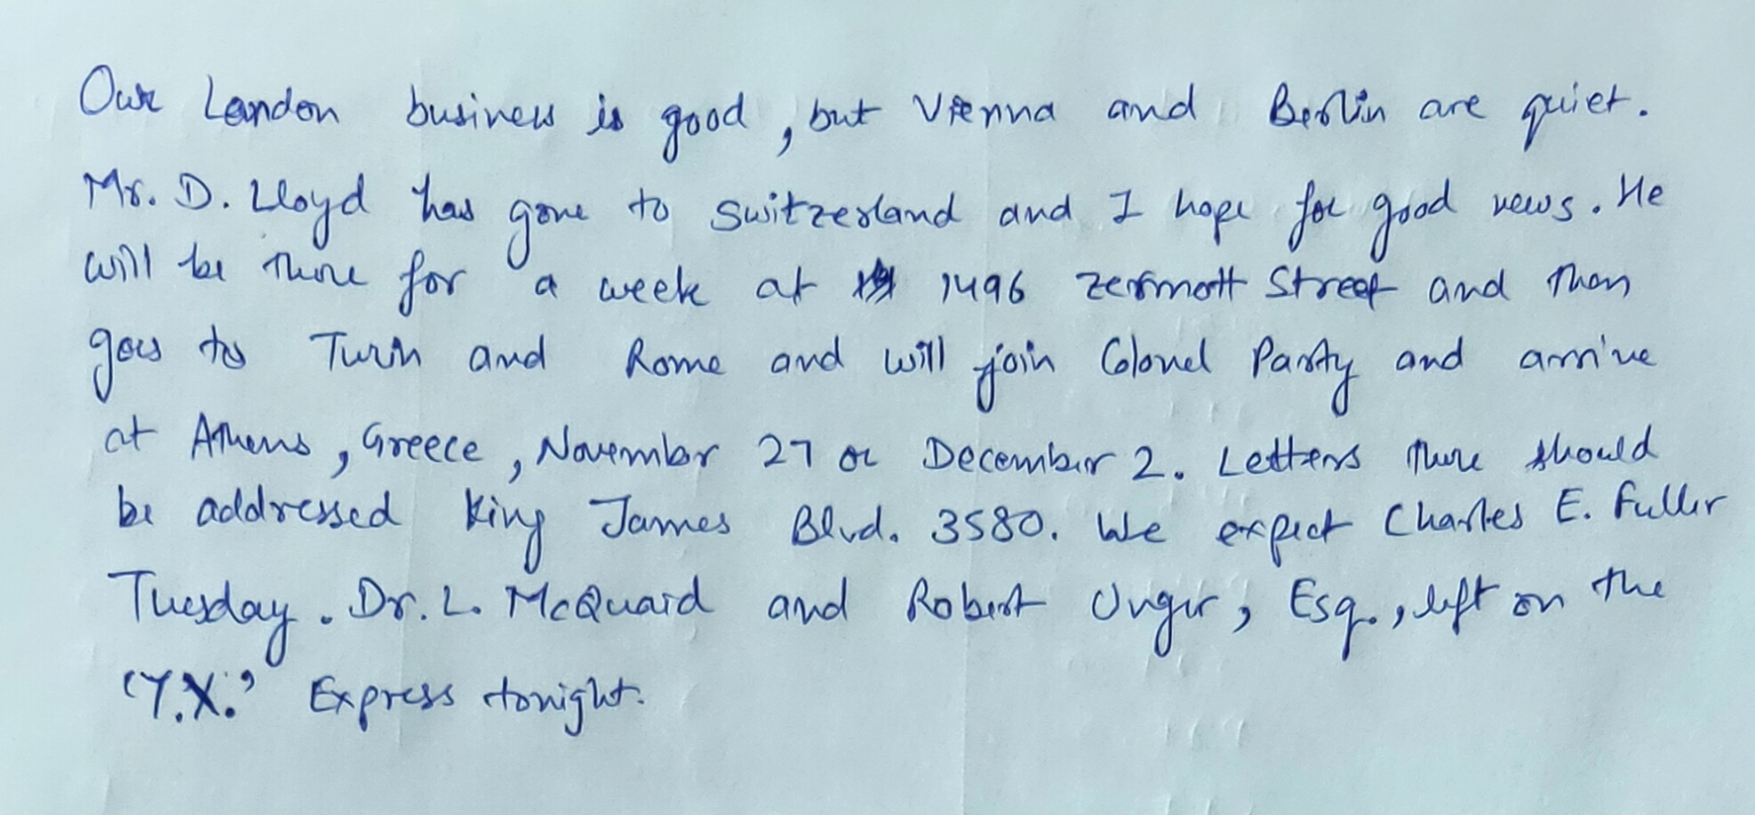 Our London business is good, but Vienna and Berlin are quiet.
Mr. D. Lloyd has gone to Switzerland and I hope for good news. He
will be there for a week at 1496 Zermott Street and then
goes to Turin and Rome and will join Colonel Party and arrive
at Athens, Greece, November 27 or December 2. Letters there should
be addressed King James Blvd. 3580. We expect Charles E. Fuller
Tuesday. Dr. L. McQuaid and Robert Unger, Esq., left on the
'Y.X.' Express tonight.